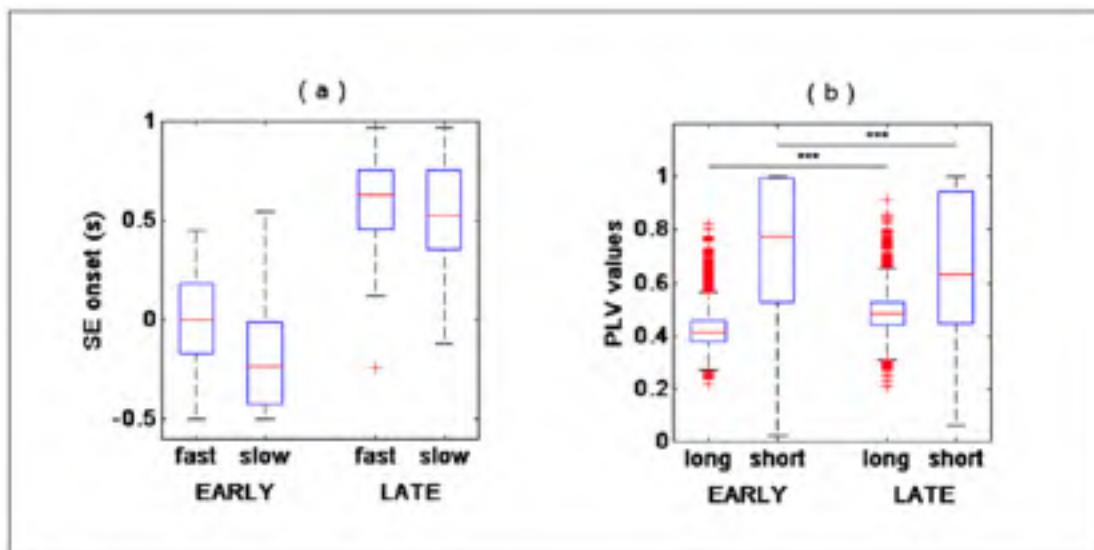 ( a )
SE onset (s)
1
0.5
0
-0.5
fast slow fast slow
EARLY LATE
( b )
PLV values
***
***
1
0.8
0.6
0.4
0.2
0
long short long short
EARLY LATE